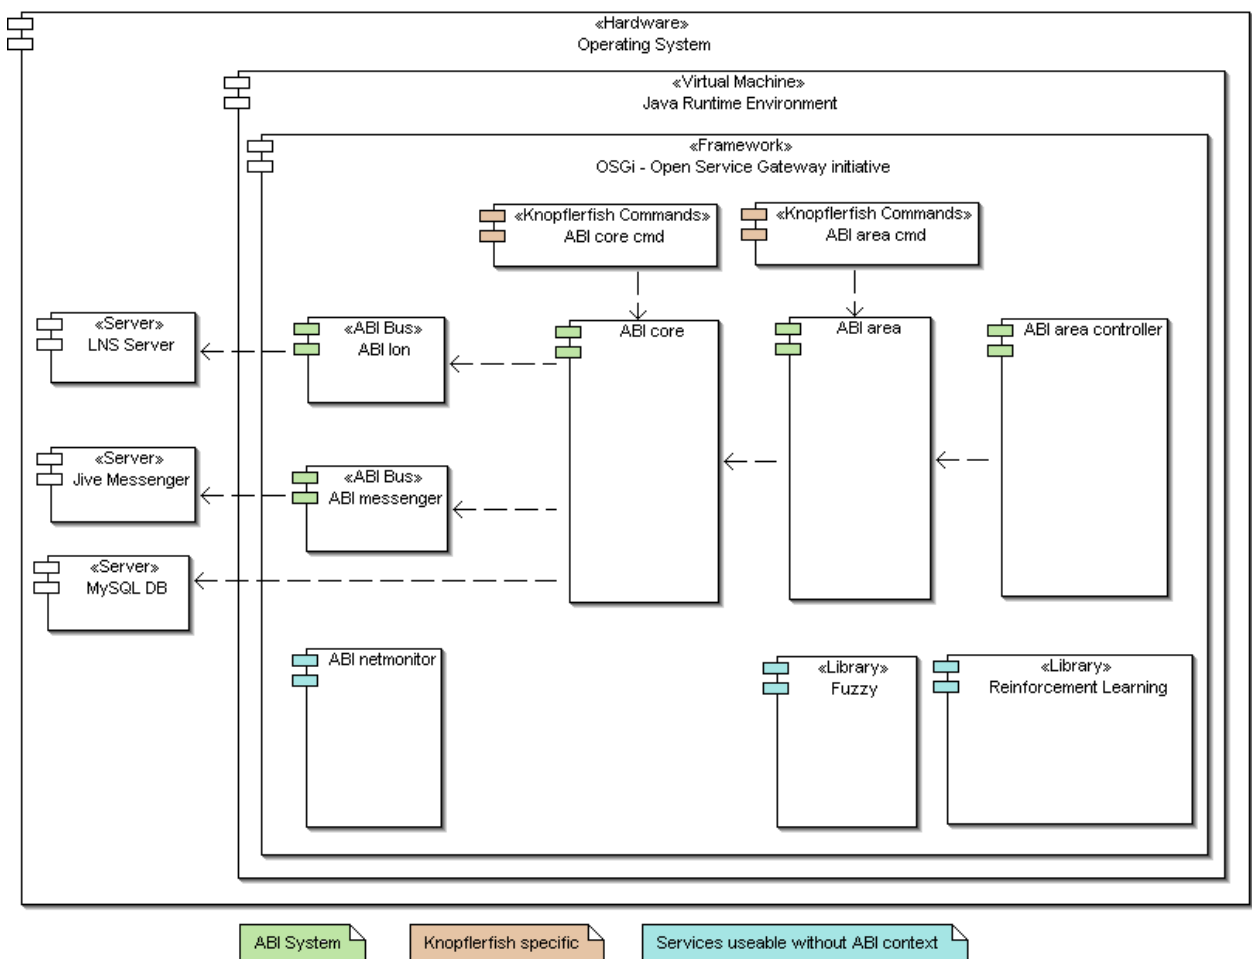 «Hardware»
Operating System
«Virtual Machine»
Java Runtime Environment
«Framework»
OSGi - Open Service Gateway initiative
«Knopflerfish Commands»
ABI core cmd
«Knopflerfish Commands»
ABI area cmd
«Server»
LNS Server
«ABI Bus»
ABI lon
ABI core
ABI area
ABI area controller
«Server»
Jive Messenger
«ABI Bus»
ABI messenger
«Server»
MySQL DB
ABI netmonitor
«Library»
Fuzzy
«Library»
Reinforcement Learning
ABI System
Knopflerfish specific
Services useable without ABI context